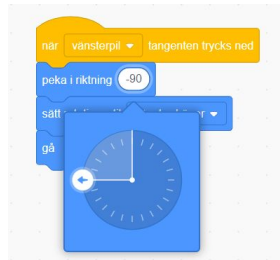 när vänsterpil tangenten trycks ned
peka i riktning -90
sätt
gå